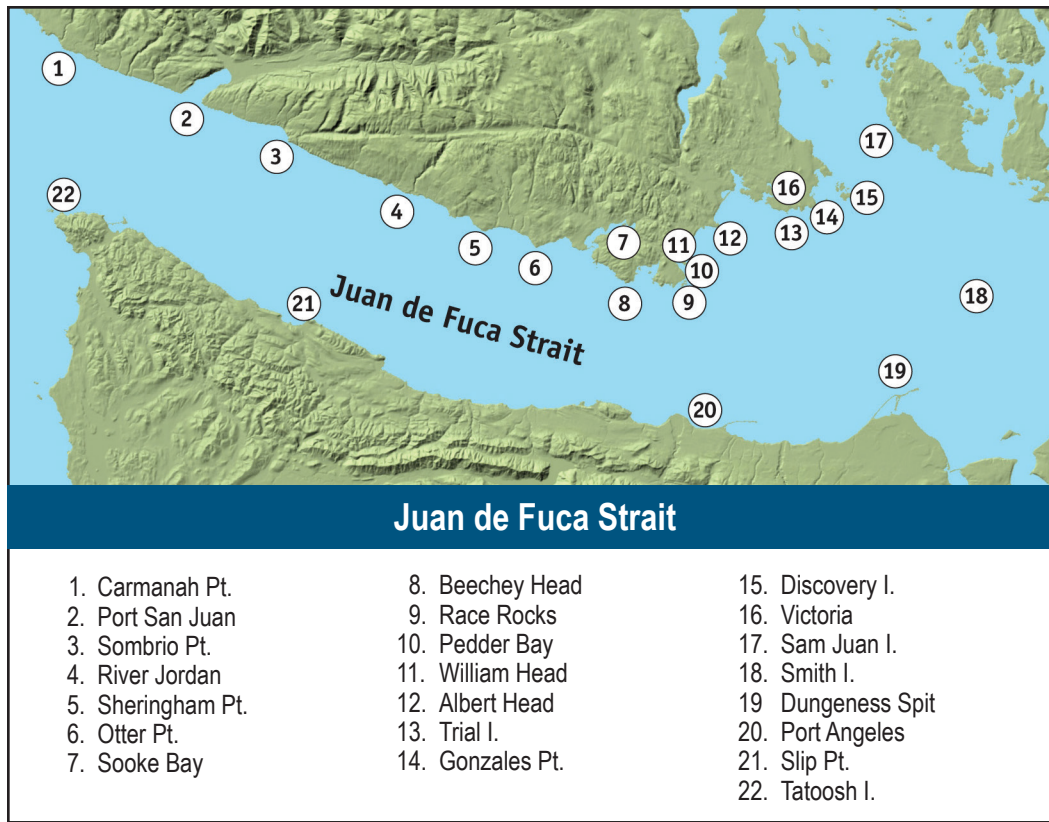 1
2
3
4
5
6
7
8
9
10
11
12
13
14
15
16
17
18
19
20
21
22
Juan de Fuca Strait
Juan de Fuca Strait
1. Carmanah Pt.
2. Port San Juan
3. Sombrio Pt.
4. River Jordan
5. Sheringham Pt.
6. Otter Pt.
7. Sooke Bay
8. Beechey Head
9. Race Rocks
10. Pedder Bay
11. William Head
12. Albert Head
13. Trial I.
14. Gonzales Pt.
15. Discovery I.
16. Victoria
17. Sam Juan I.
18. Smith I.
19 Dungeness Spit
20. Port Angeles
21. Slip Pt.
22. Tatoosh I.